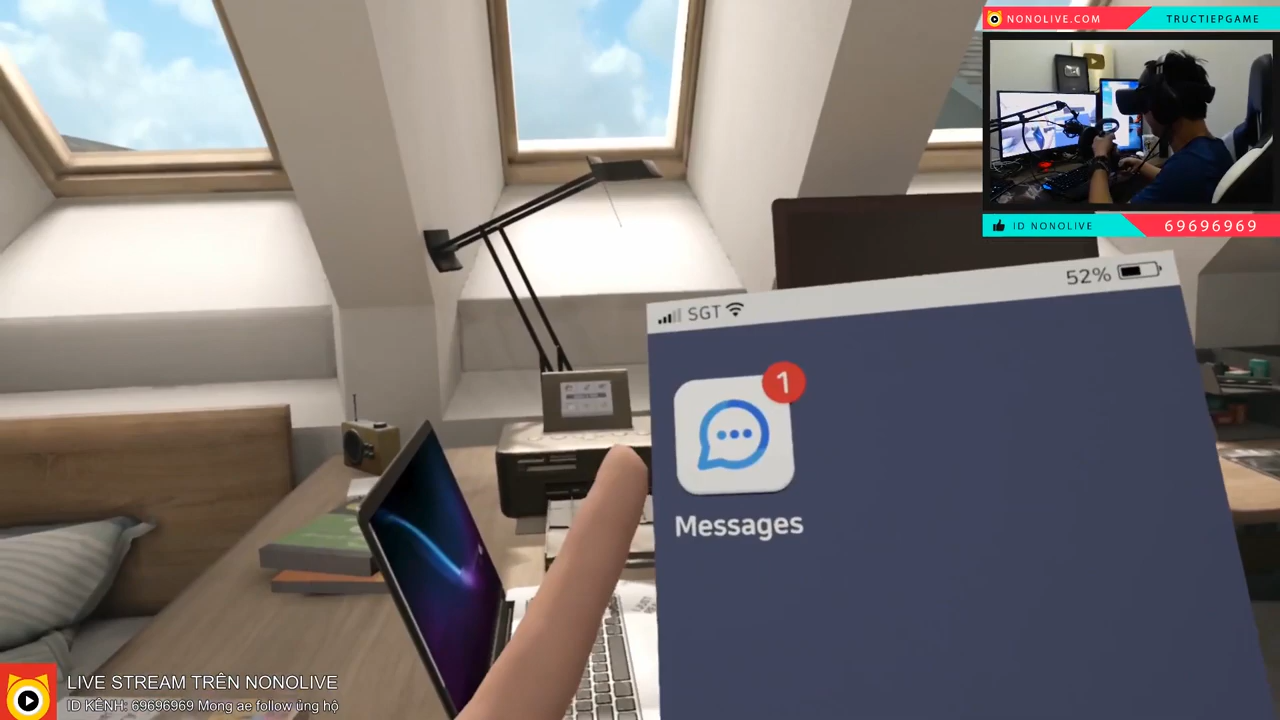 NONOLIVE.COM
TRUCTIEPGAME
ID NONOLIVE
69696969
SGT
52%
1
Messages
LIVE STREAM TRÊN NONOLIVE
ID KÊNH: 69696969 Mong ae follow ủng hộ